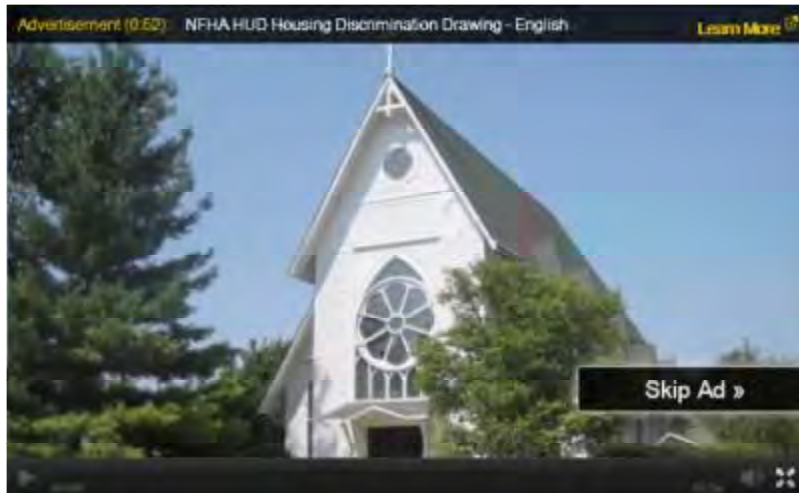 Advertisement (0:52) NFHA HUD Housing Discrimination Drawing - English Learn More
Skip Ad »